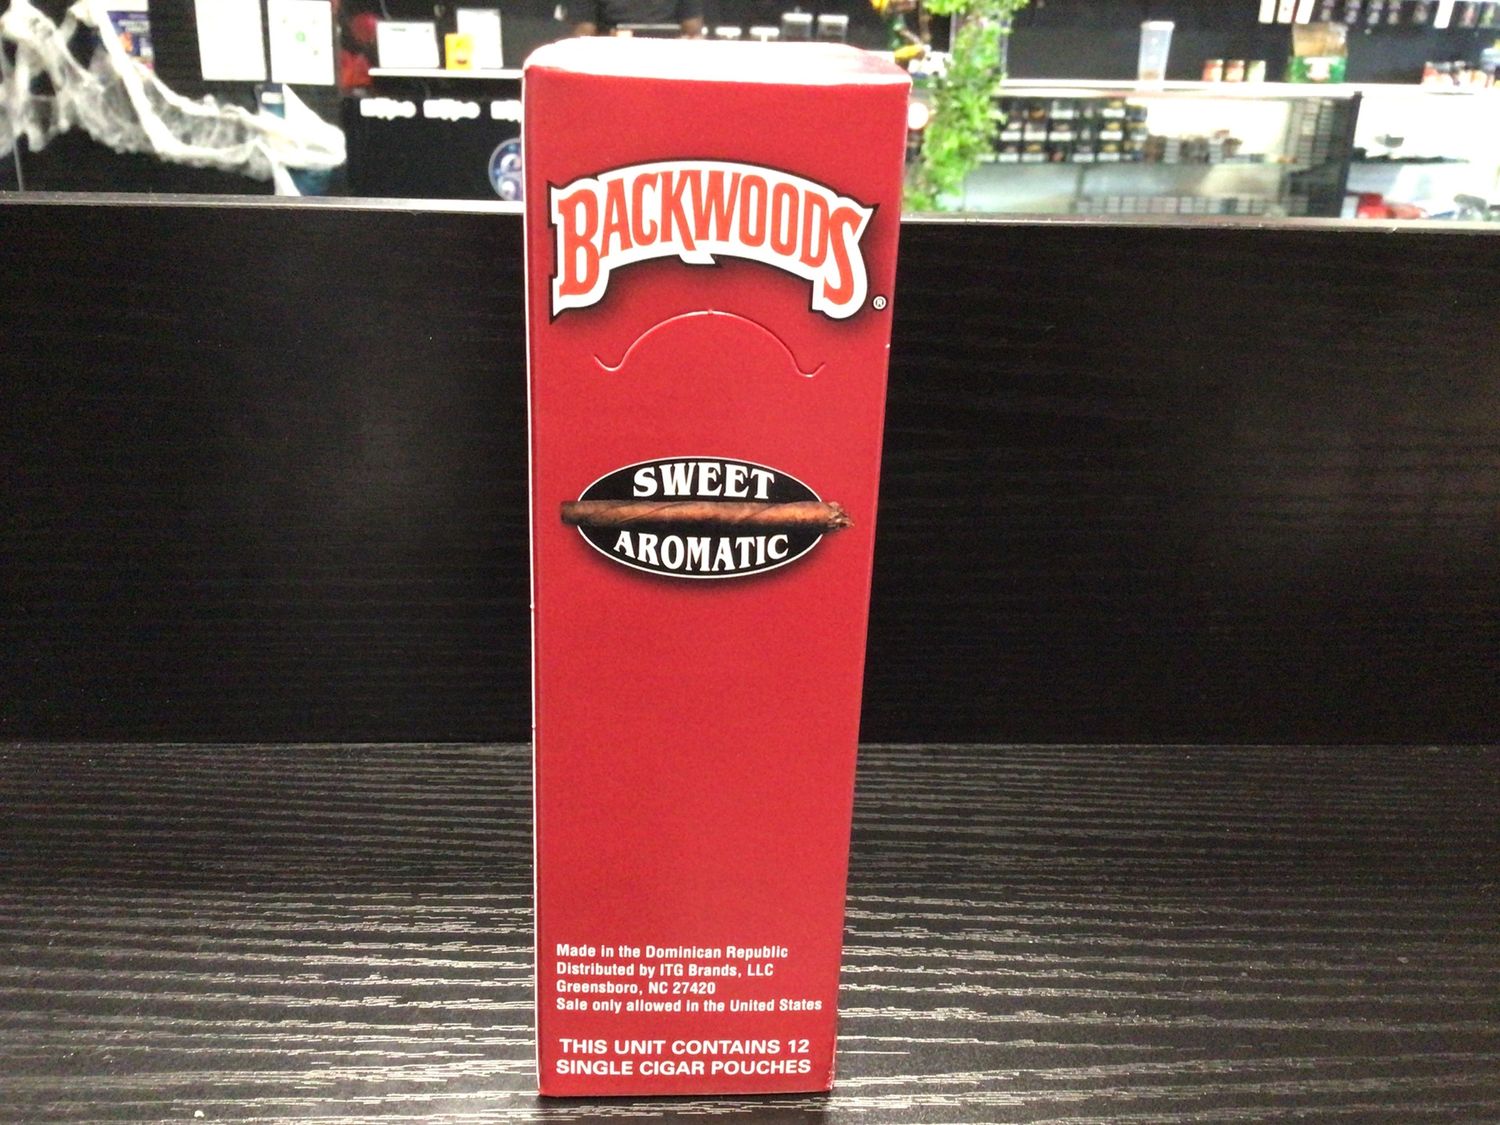 BACKWOODS®
SWEET
AROMATIC
Made in the Dominican Republic
Distributed by ITG Brands, LLC
Greensboro, NC 27420
Sale only allowed in the United States
THIS UNIT CONTAINS 12
SINGLE CIGAR POUCHES